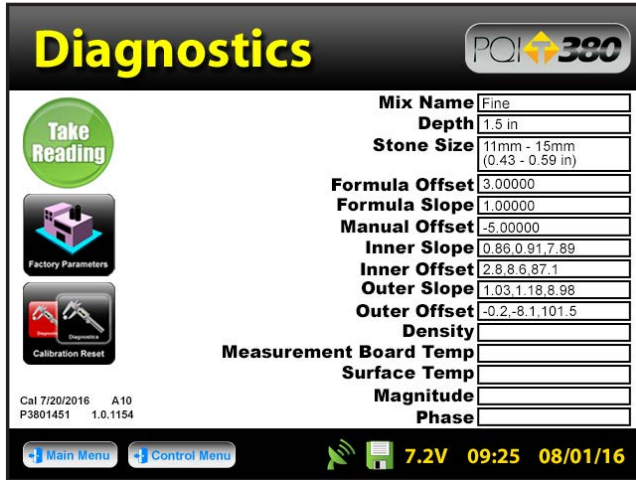 Diagnostics
PQI T 380
Take
Reading
Factory Parameters
Diagnostics
Calibration Reset
Cal 7/20/2016 A10
P3801451 1.0.1154
Mix Name Fine
Depth 1.5 in
Stone Size 11mm - 15mm
(0.43 - 0.59 in)
Formula Offset 3.00000
Formula Slope 1.00000
Manual Offset -5.00000
Inner Slope 0.86,0.91,7.89
Inner Offset 2.8,8.6,87.1
Outer Slope 1.03,1.18,8.98
Outer Offset -0.2,-8.1,101.5
Density
Measurement Board Temp
Surface Temp
Magnitude
Phase
Main Menu Control Menu 7.2V 09:25 08/01/16